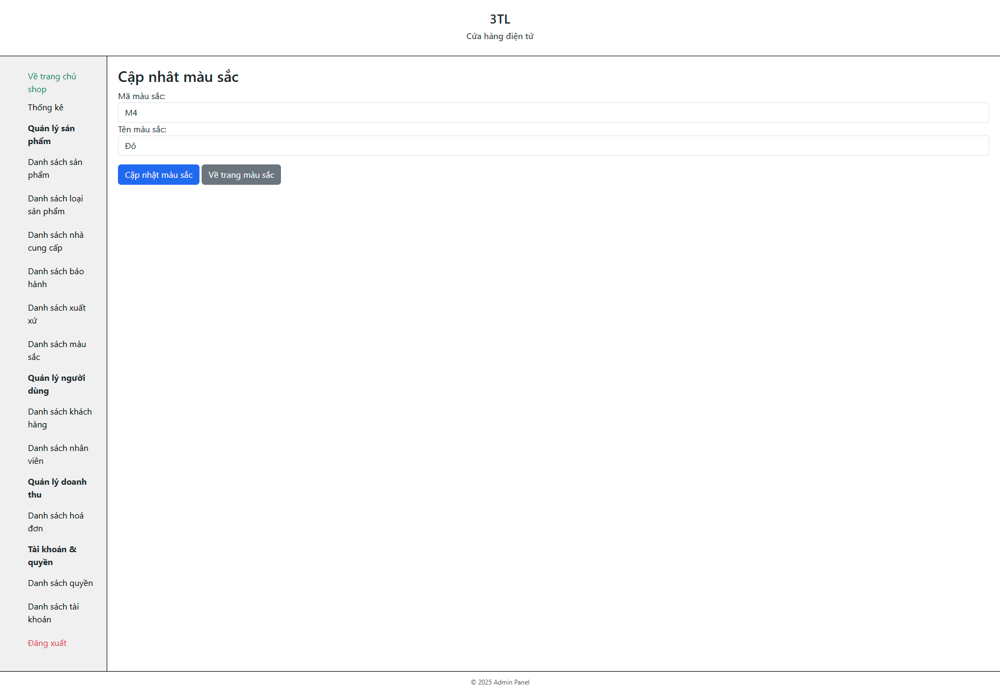 3TL
Cửa hàng điện tử
Về trang chủ
shop
Thống kê
Quản lý sản
phẩm
Danh sách sản
phẩm
Danh sách loại
sản phẩm
Danh sách nhà
cung cấp
Danh sách bảo
hành
Danh sách xuất
xứ
Danh sách màu
sắc
Quản lý người
dùng
Danh sách khách
hàng
Danh sách nhân
viên
Quản lý doanh
thu
Danh sách hoá
đơn
Tài khoản &
quyền
Danh sách quyền
Danh sách tài
khoản
Đăng xuất
Cập nhât màu sắc
Mã màu sắc:
M4
Tên màu sắc:
Đỏ
Cập nhật màu sắc
Về trang màu sắc
© 2025 Admin Panel